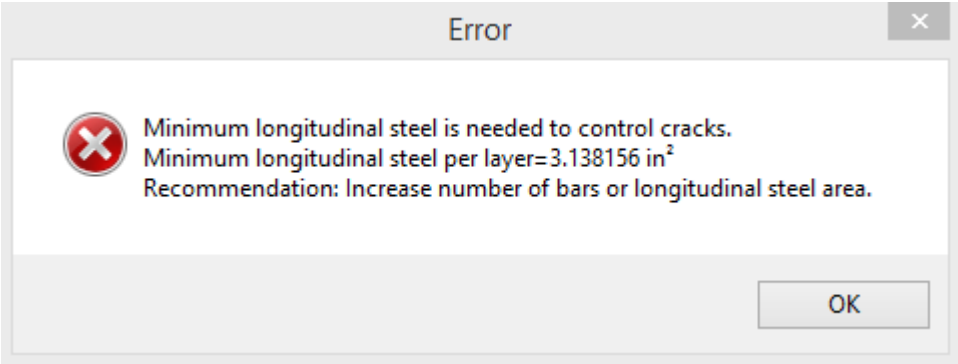 Error
Minimum longitudinal steel is needed to control cracks.
Minimum longitudinal steel per layer=3.138156 in²
Recommendation: Increase number of bars or longitudinal steel area.
OK